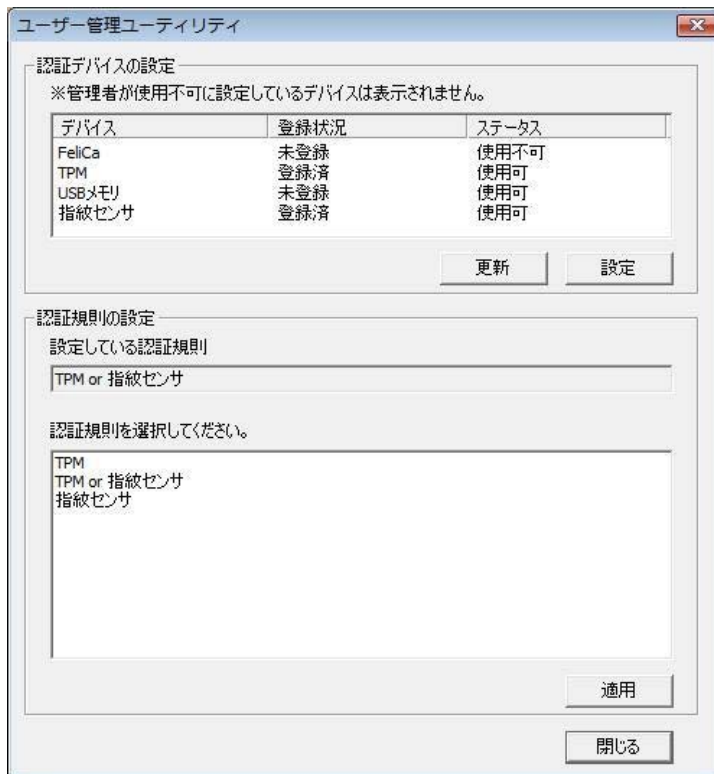 ユーザー管理ユーティリティ
認証デバイスの設定
※管理者が使用不可に設定しているデバイスは表示されません。
デバイス 登録状況 ステータス
FeliCa 未登録 使用不可
TPM 登録済 使用可
USBメモリ 未登録 使用可
指紋センサ 登録済 使用可
更新 設定
認証規則の設定
設定している認証規則
TPM or 指紋センサ
認証規則を選択してください。
TPM
TPM or 指紋センサ
指紋センサ
適用
閉じる